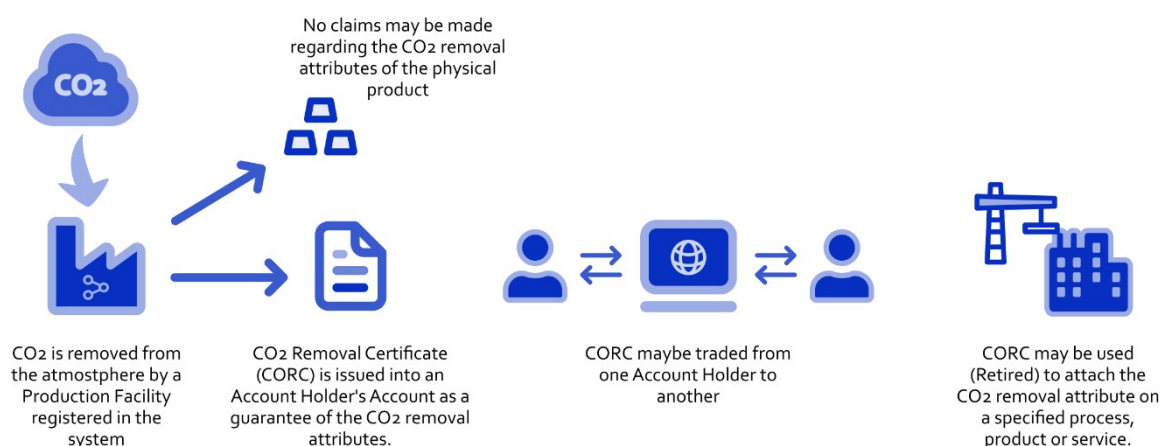 No claims may be made
regarding the CO2 removal
attributes of the physical
product
CO2
CO2 is removed from
the atmostphere by a
Production Facility
registered in the
system
CO2 Removal Certificate
(CORC) is issued into an
Account Holder's Account as a
guarantee of the CO2 removal
attributes.
CORC maybe traded from
one Account Holder to
another
CORC may be used
(Retired) to attach the
CO2 removal attribute on
a specified process,
product or service.